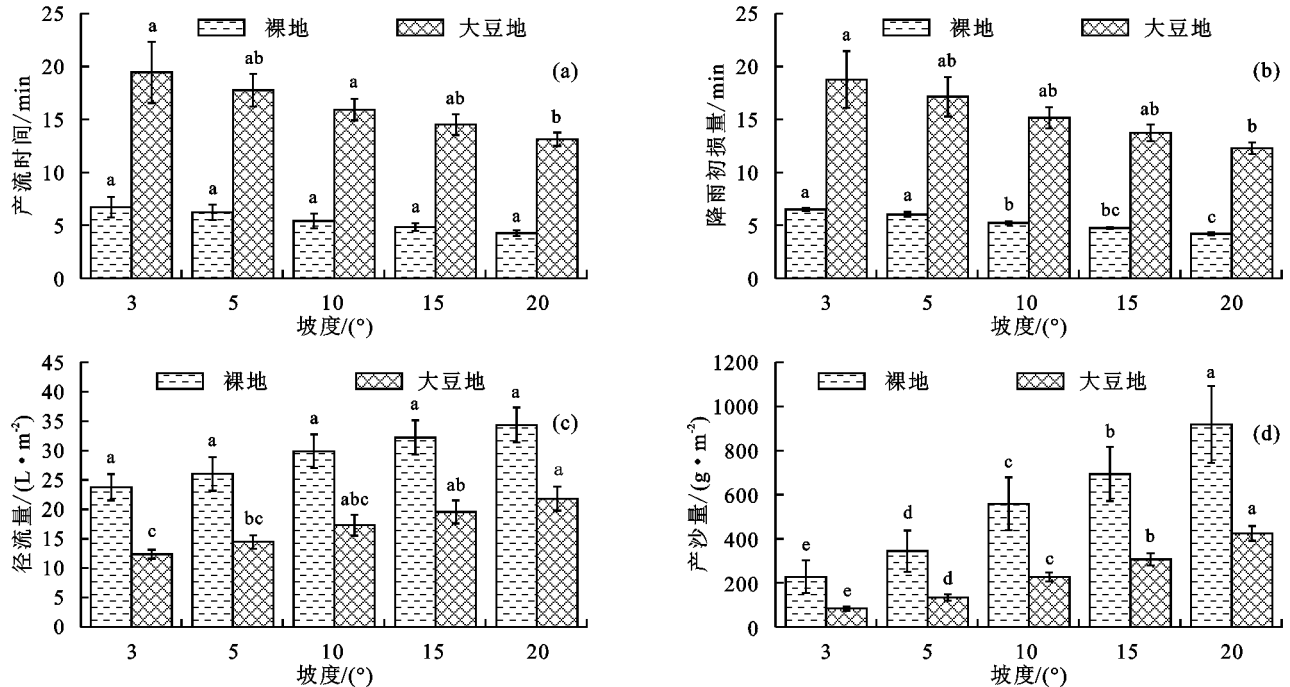 25
20
15
10
5
0
产流时间/min
裸地
大豆地
(a)
a
a
a
ab
a
a
a
ab
a
b
3
5
10
15
20
坡度/(°)
25
20
15
10
5
0
降雨初损量/min
裸地
大豆地
(b)
a
a
a
ab
b
ab
bc
ab
c
b
3
5
10
15
20
坡度/(°)
45
40
35
30
25
20
15
10
5
0
径流量/(L·m⁻²)
裸地
大豆地
(c)
a
c
a
bc
a
abc
a
ab
a
a
3
5
10
15
20
坡度/(°)
1200
1000
800
600
400
200
0
产沙量/(g·m⁻²)
裸地
大豆地
(d)
e
e
d
d
c
c
b
b
a
a
3
5
10
15
20
坡度/(°)